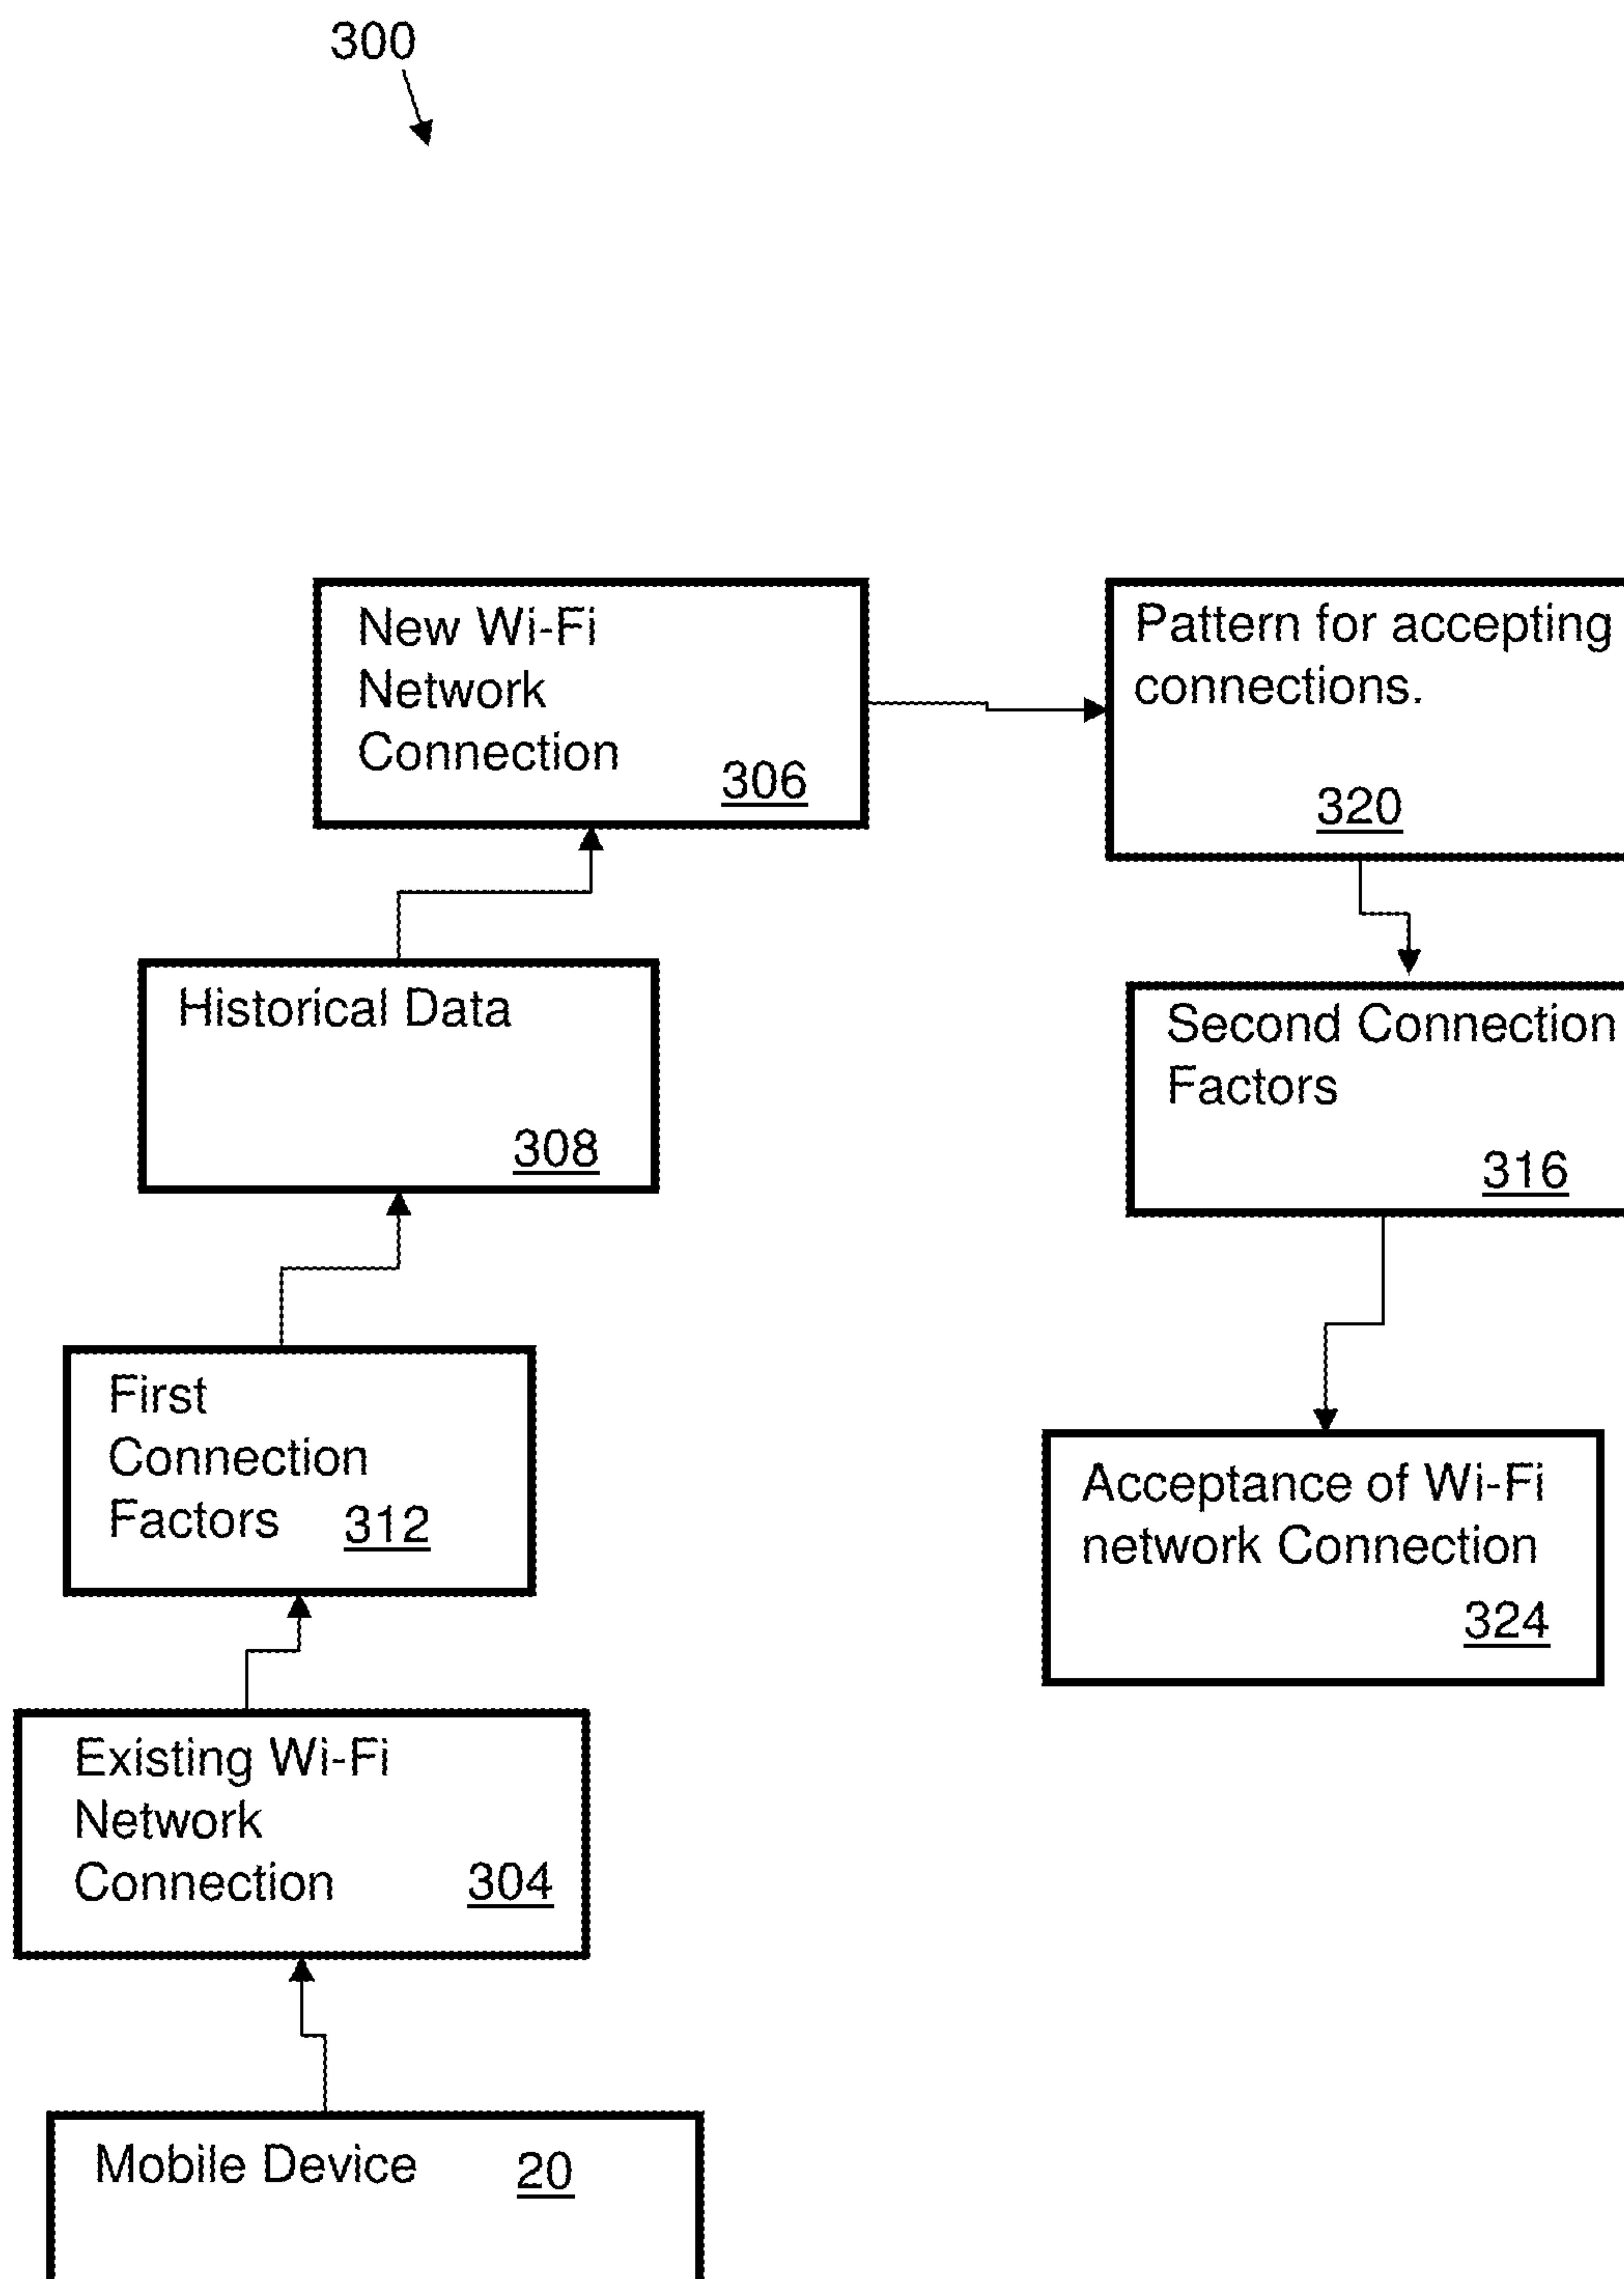 300
New Wi-Fi
Network
Connection
306
Pattern for accepting
connections.
320
Historical Data
308
Second Connection
Factors
316
First
Connection
Factors 312
Acceptance of Wi-Fi
network Connection
324
Existing Wi-Fi
Network
Connection 304
Mobile Device 20